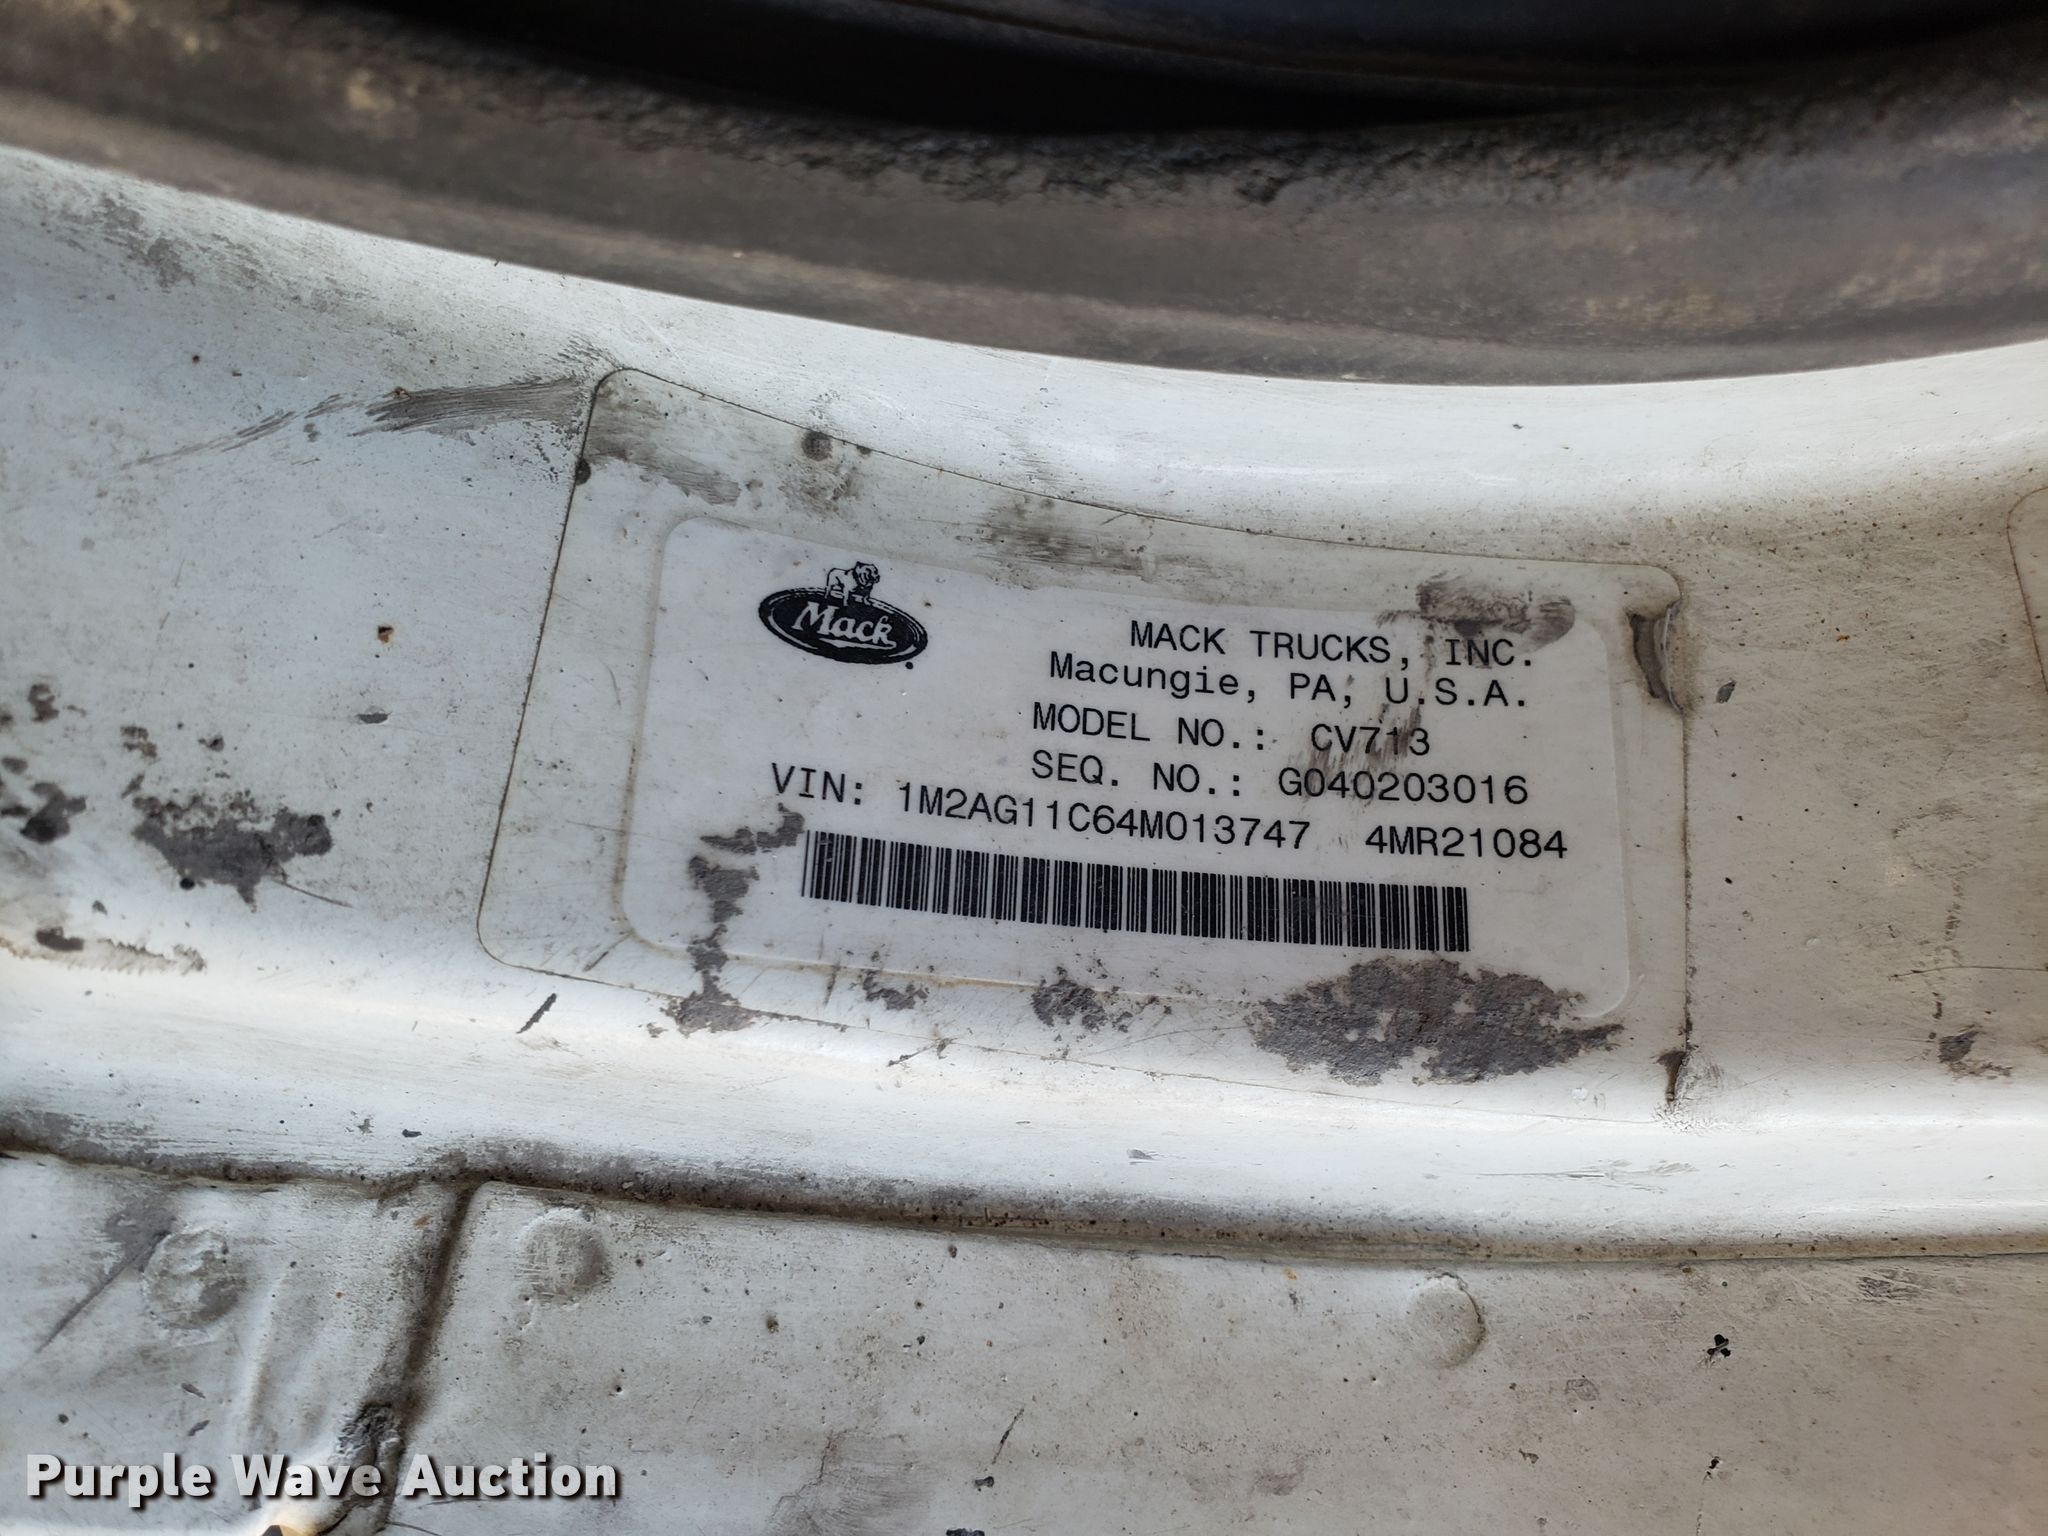 Mack
MACK TRUCKS, INC.
Macungie, PA, U.S.A.
MODEL NO.: CV713
SEQ. NO.: G040203016
VIN: 1M2AG11C64M013747 4MR21084
Purple Wave Auction